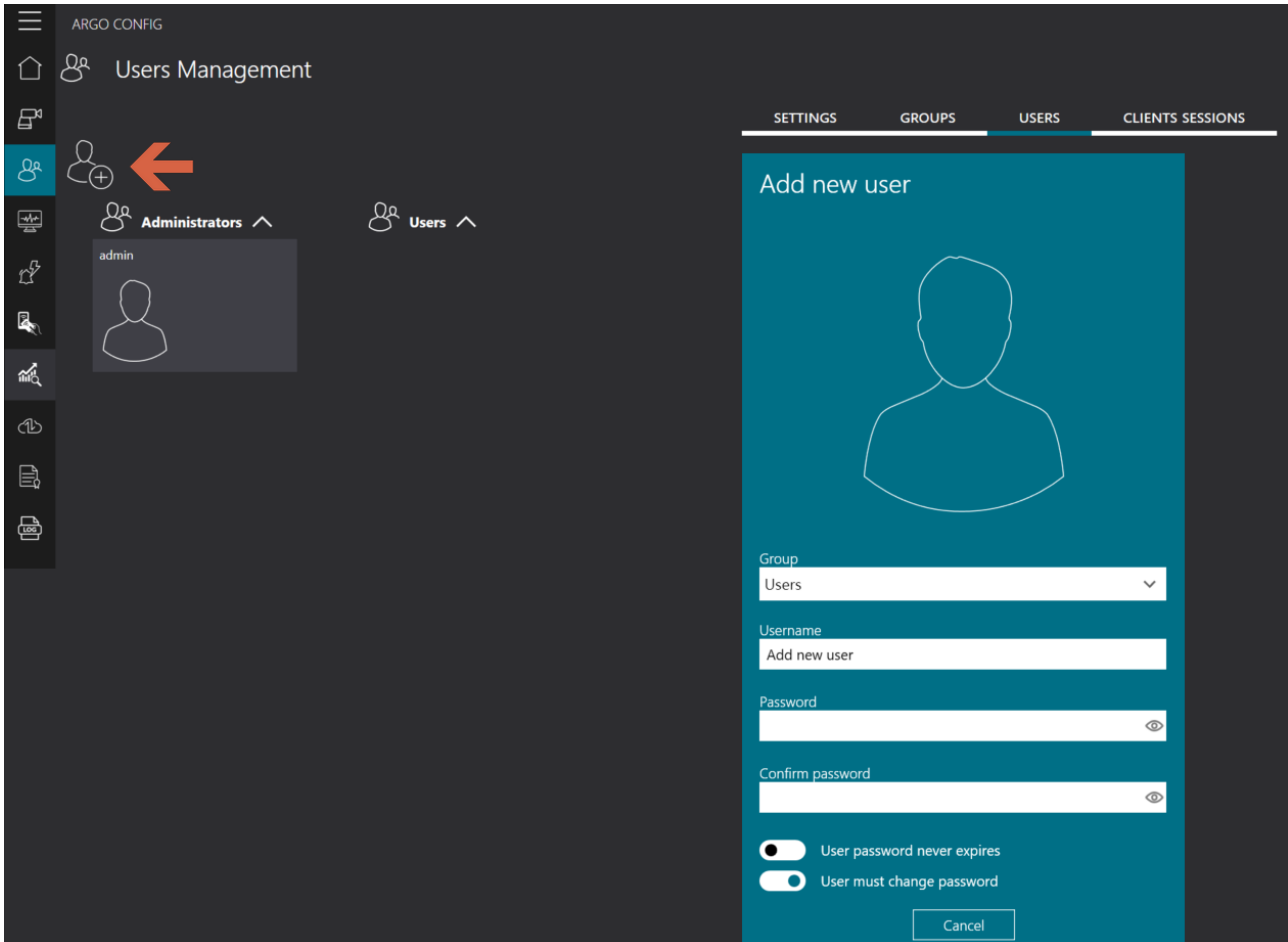 ARGO CONFIG
Users Management
SETTINGS GROUPS USERS CLIENTS SESSIONS
Add new user
Administrators Users
admin
LOG
Group
Users
Username
Add new user
Password
Confirm password
User password never expires
User must change password
Cancel